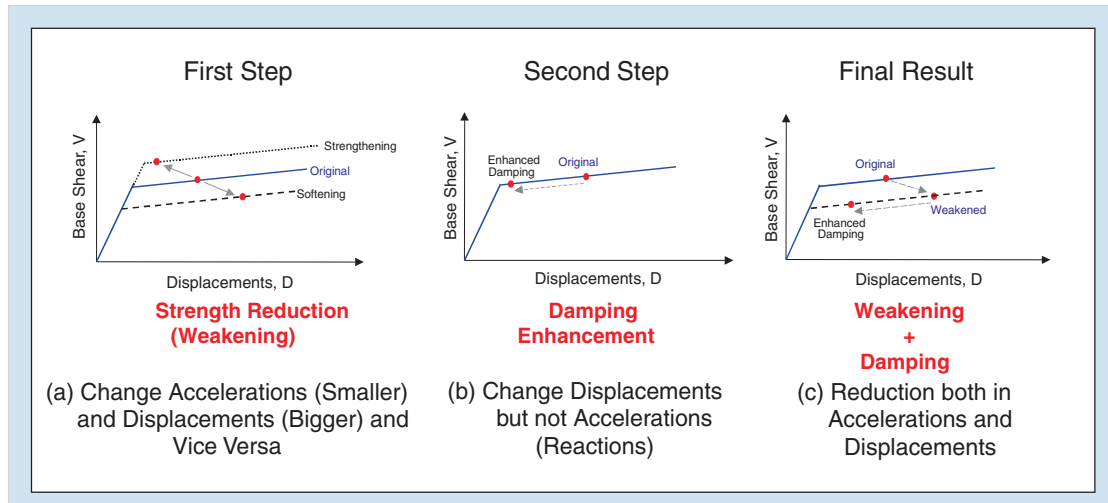 First Step
Base Shear, V
Strengthening
Original
Softening
Displacements, D
Strength Reduction
(Weakening)
(a) Change Accelerations (Smaller)
and Displacements (Bigger) and
Vice Versa
Second Step
Base Shear, V
Enhanced
Damping
Original
Displacements, D
Damping
Enhancement
(b) Change Displacements
but not Accelerations
(Reactions)
Final Result
Base Shear, V
Original
Weakened
Enhanced
Damping
Displacements, D
Weakening
+
Damping
(c) Reduction both in
Accelerations and
Displacements